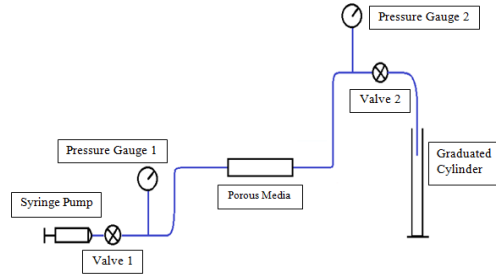 Pressure Gauge 2
Valve 2
Pressure Gauge 1
Graduated
Cylinder
Porous Media
Syringe Pump
Valve 1